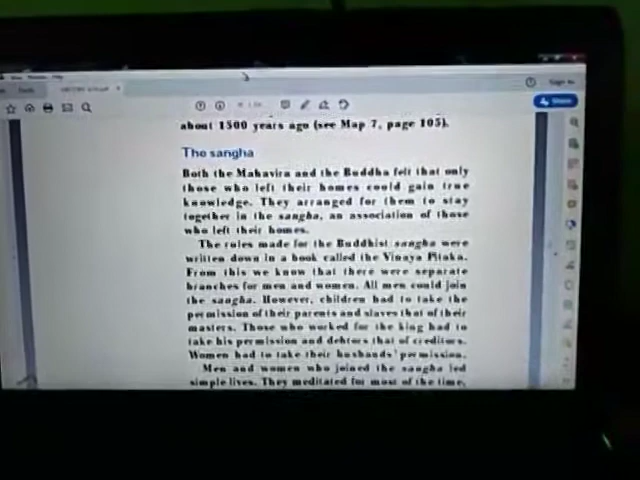 Sign In
Share
about 1500 years ago (see Map 7, page 105).
The sangha
Both the Mahavira and the Buddha felt that only
those who left their homes could gain true
knowledge. They arranged for them to stay
together in the sangha, an association of those
who left their homes.
The rules made for the Buddhist sangha were
written down in a book called the Vinaya Pitaka.
From this we know that there were separate
branches for men and women. All men could join
the sangha. However, children had to take the
permission of their parents and slaves that of their
masters. Those who worked for the king had to
take his permission and debtors that of creditors.
Women had to take their husbands' permission.
Men and women who joined the sangha led
simple lives. They meditated for most of the time,